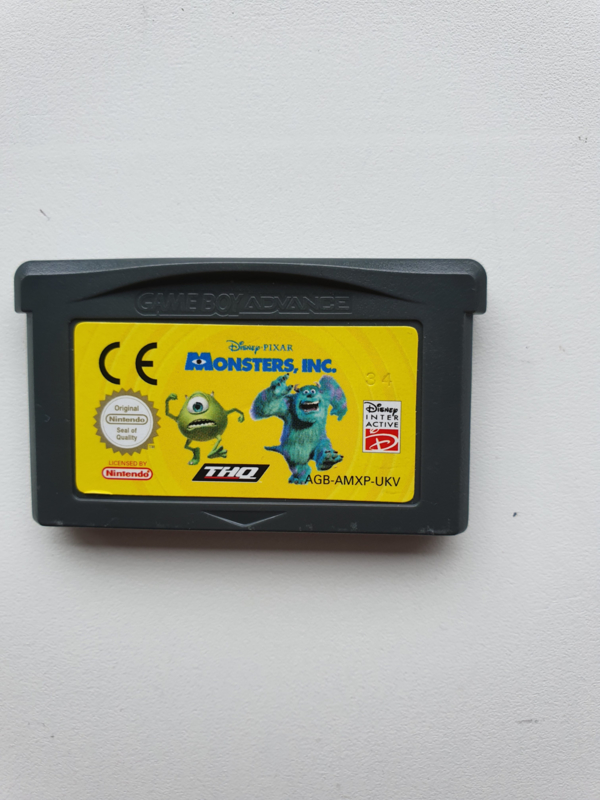 GAME BOY ADVANCE
CE
Disney·PIXAR
MONSTERS, INC.
34
Original
Nintendo
Seal of
Quality
Disney
INTER
ACTIVE
D
LICENSED BY
Nintendo
THQ
AGB-AMXP-UKV